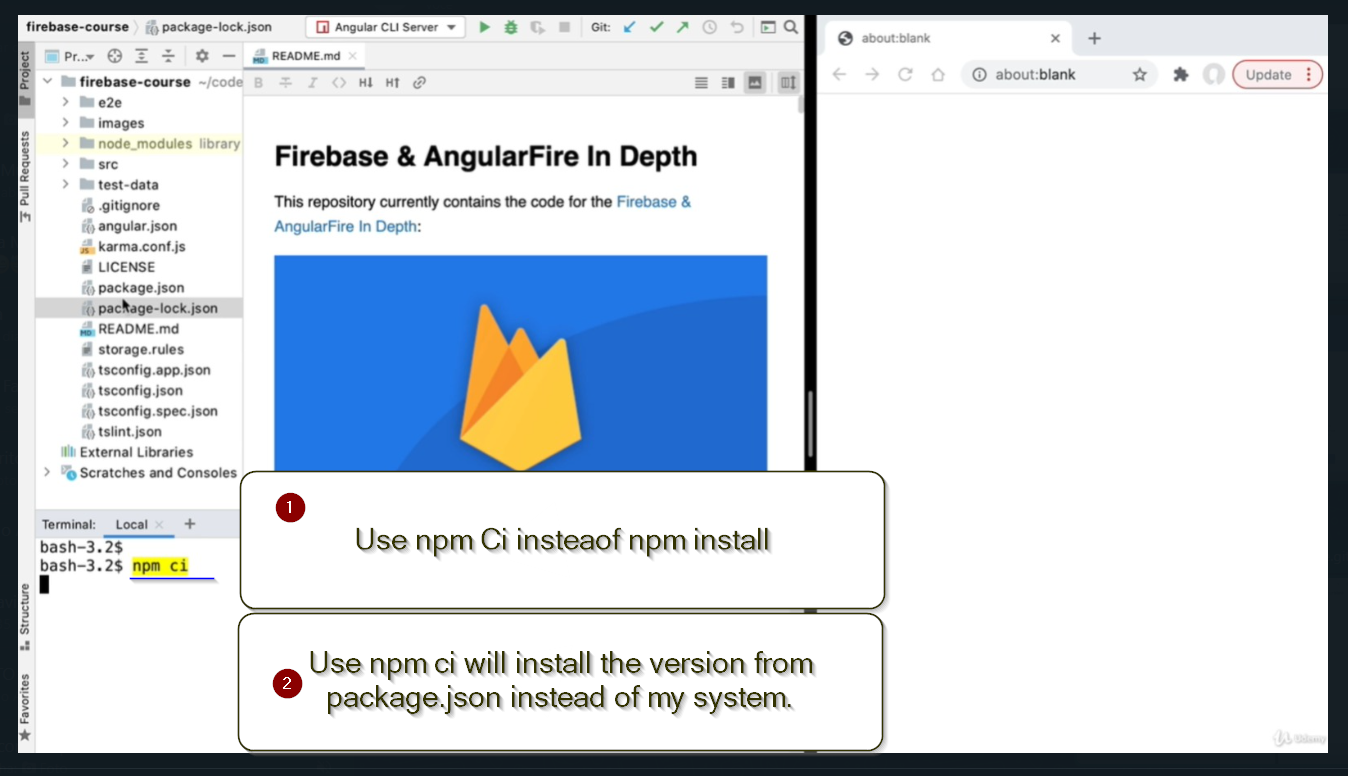 firebase-course package-lock.json Angular CLI Server Git:
Project
Pull Requests
Structure
Favorites
Pr...
firebase-course ~/code
e2e
images
node_modules library
src
test-data
.gitignore
angular.json
karma.conf.js
LICENSE
package.json
package-lock.json
README.md
storage.rules
tsconfig.app.json
tsconfig.json
tsconfig.spec.json
tslint.json
External Libraries
Scratches and Consoles
README.md
B I <> H↓ H↑
Firebase & AngularFire In Depth
This repository currently contains the code for the Firebase &
AngularFire In Depth:
about:blank
about:blank
Update
Terminal: Local +
bash-3.2$
bash-3.2$ npm ci
1
Use npm Ci insteaof npm install
2
Use npm ci will install the version from
package.json instead of my system.
Udemy